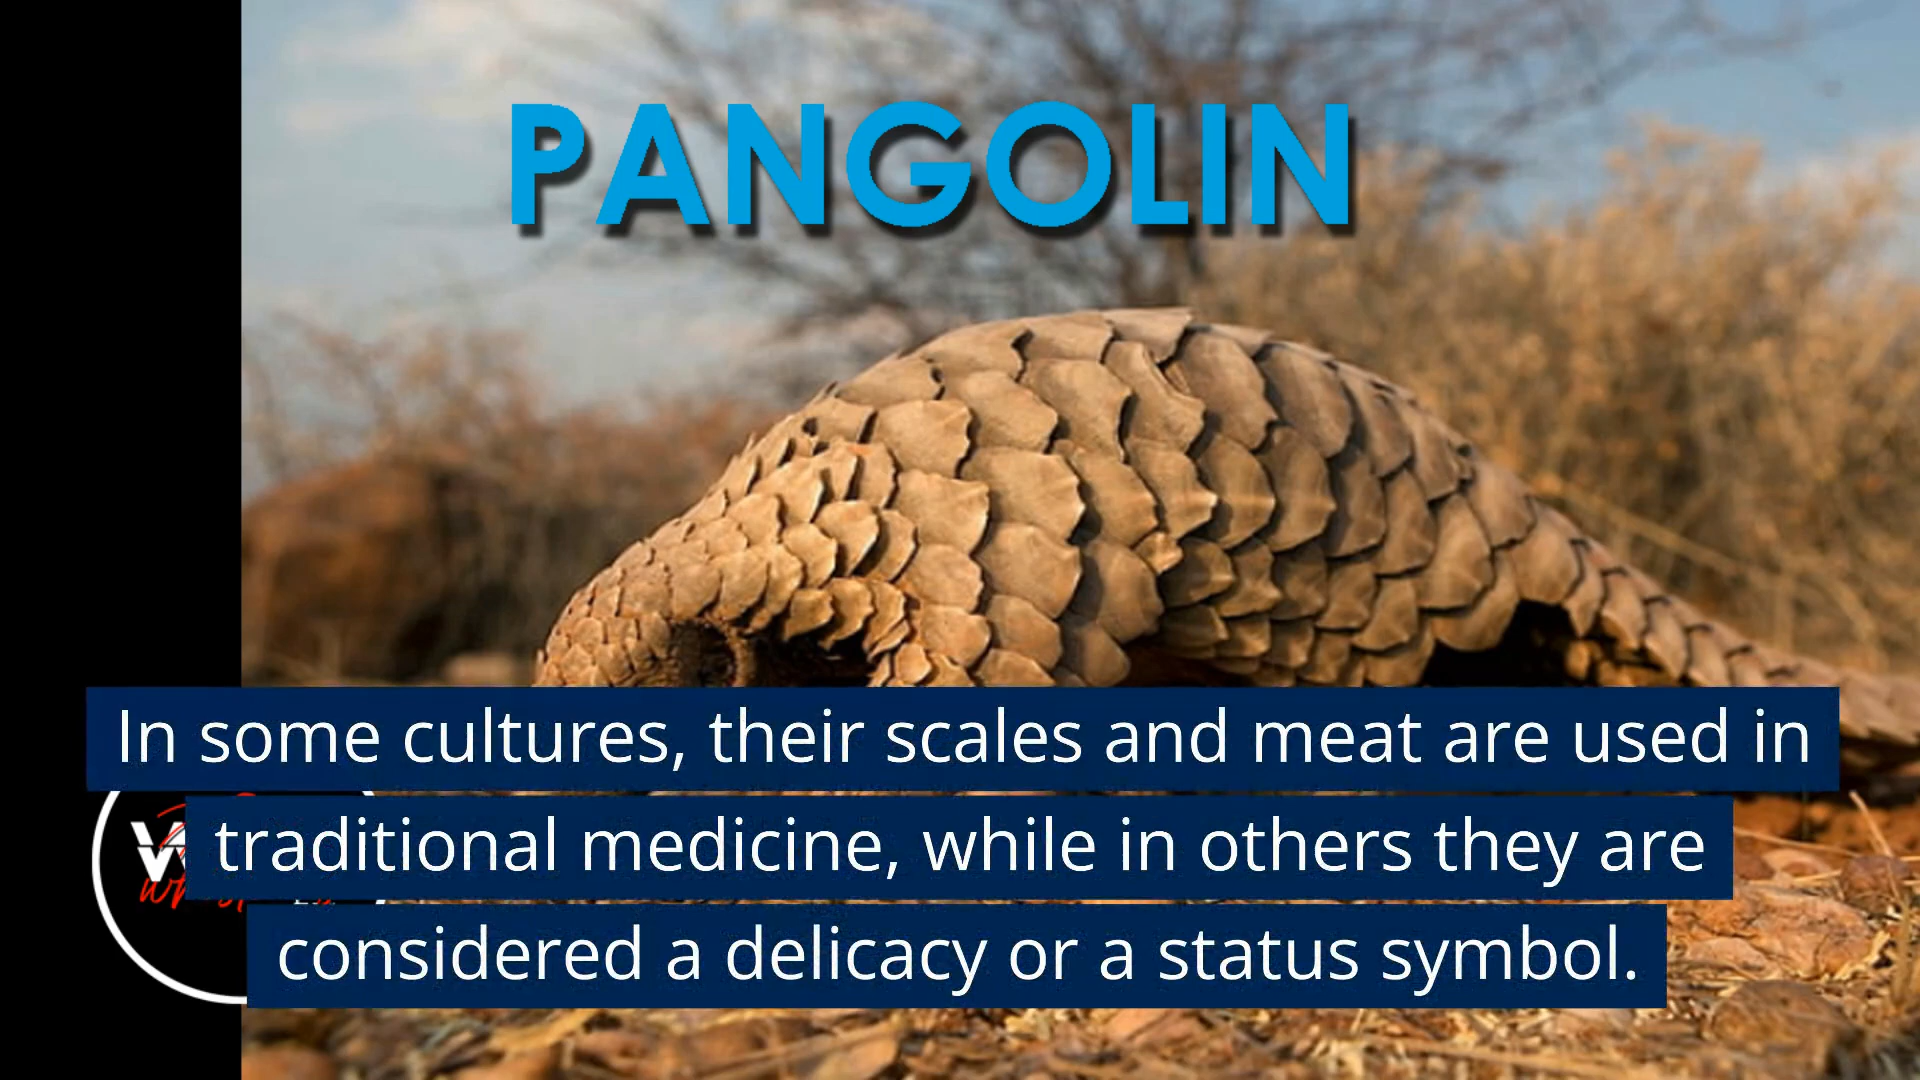 PANGOLIN
In some cultures, their scales and meat are used in
traditional medicine, while in others they are
considered a delicacy or a status symbol.